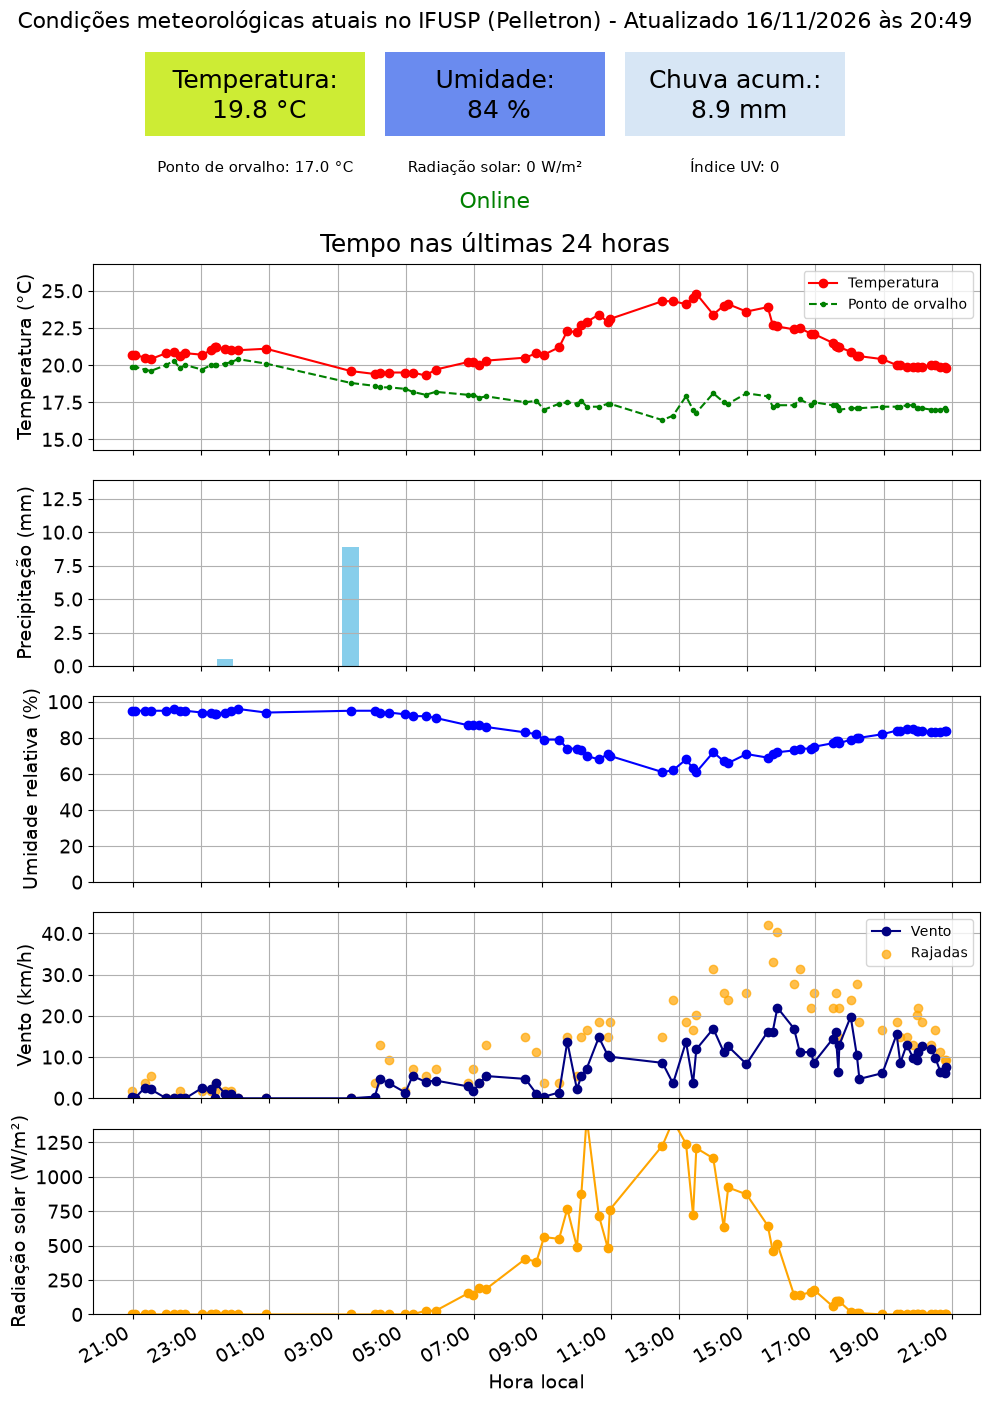 Condições meteorológicas atuais no IFUSP (Pelletron) - Atualizado 16/11/2026 às 20:49
Temperatura:
19.8 °C
Umidade:
84 %
Chuva acum.:
8.9 mm
Ponto de orvalho: 17.0 °C
Radiação solar: 0 W/m²
Índice UV: 0
Online
Tempo nas últimas 24 horas
Temperatura (°C)
25.0
22.5
20.0
17.5
15.0
Temperatura
Ponto de orvalho
Precipitação (mm)
12.5
10.0
7.5
5.0
2.5
0.0
Umidade relativa (%)
100
80
60
40
20
0
Vento (km/h)
40.0
30.0
20.0
10.0
0.0
Vento
Rajadas
Radiação solar (W/m²)
1250
1000
750
500
250
0
21:00
23:00
01:00
03:00
05:00
07:00
09:00
11:00
13:00
15:00
17:00
19:00
21:00
Hora local